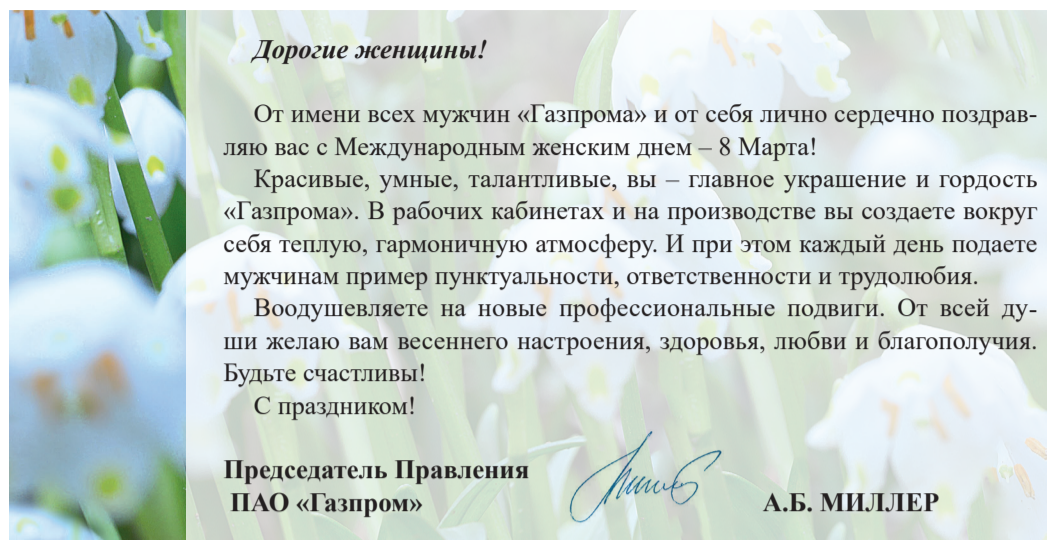 Дорогие женщины!
От имени всех мужчин «Газпрома» и от себя лично сердечно поздрав-
ляю вас с Международным женским днем – 8 Марта!
Красивые, умные, талантливые, вы – главное украшение и гордость
«Газпрома». В рабочих кабинетах и на производстве вы создаете вокруг
себя теплую, гармоничную атмосферу. И при этом каждый день подаете
мужчинам пример пунктуальности, ответственности и трудолюбия.
Воодушевляете на новые профессиональные подвиги. От всей ду-
ши желаю вам весеннего настроения, здоровья, любви и благополучия.
Будьте счастливы!
С праздником!
Председатель Правления
ПАО «Газпром» А.Б. МИЛЛЕР